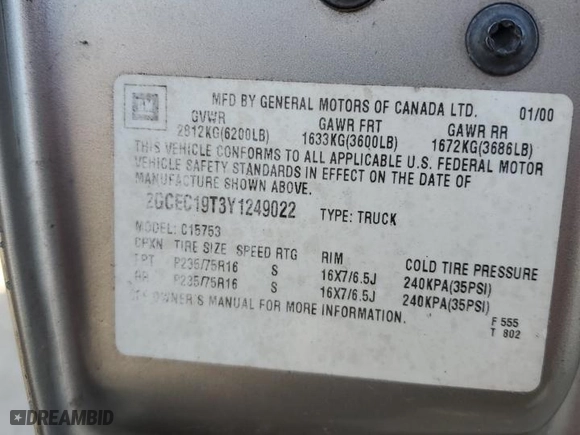 GM
MFD BY GENERAL MOTORS OF CANADA LTD. 01/00
GVWR GAWR FRT GAWR RR
2812KG(6200LB) 1633KG(3600LB) 1672KG(3686LB)
THIS VEHICLE CONFORMS TO ALL APPLICABLE U.S. FEDERAL MOTOR
VEHICLE SAFETY STANDARDS IN EFFECT ON THE DATE OF
MANUFACTURE SHOWN ABOVE.
2GCEC19T3Y1249022 TYPE: TRUCK
MODEL: C15753
TIRE SIZE SPEED RTG RIM COLD TIRE PRESSURE
P235/75R16 S 16X7/6.5J 240KPA(35PSI)
P235/75R16 S 16X7/6.5J 240KPA(35PSI)
SEE OWNER'S MANUAL FOR MORE INFORMATION.
F 555
T 802
DREAMBID